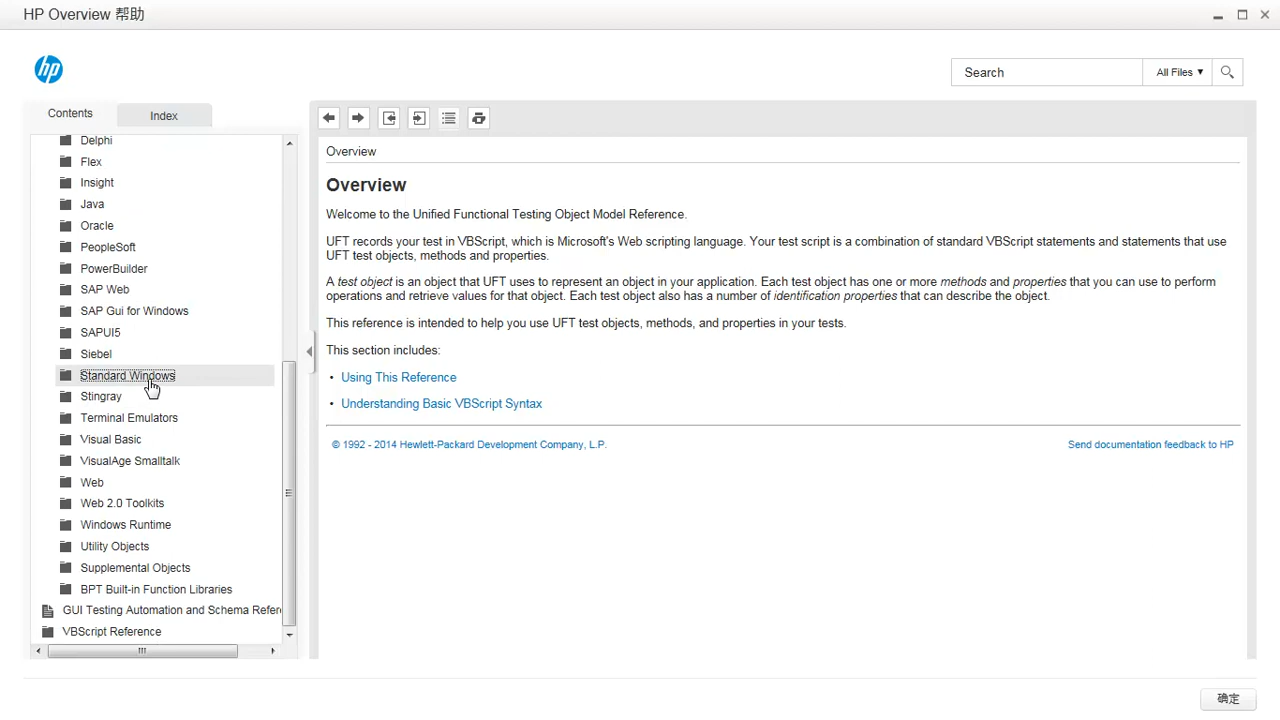 HP Overview 帮助
hp
Search
All Files ▼
Contents
Index
Delphi
Flex
Insight
Java
Oracle
PeopleSoft
PowerBuilder
SAP Web
SAP Gui for Windows
SAPUI5
Siebel
Standard Windows
Stingray
Terminal Emulators
Visual Basic
VisualAge Smalltalk
Web
Web 2.0 Toolkits
Windows Runtime
Utility Objects
Supplemental Objects
BPT Built-in Function Libraries
GUI Testing Automation and Schema Refer
VBScript Reference
Overview
Overview
Welcome to the Unified Functional Testing Object Model Reference.
UFT records your test in VBScript, which is Microsoft's Web scripting language. Your test script is a combination of standard VBScript statements and statements that use
UFT test objects, methods and properties.
A test object is an object that UFT uses to represent an object in your application. Each test object has one or more methods and properties that you can use to perform
operations and retrieve values for that object. Each test object also has a number of identification properties that can describe the object.
This reference is intended to help you use UFT test objects, methods, and properties in your tests.
This section includes:
• Using This Reference
• Understanding Basic VBScript Syntax
© 1992 - 2014 Hewlett-Packard Development Company, L.P.
Send documentation feedback to HP
确定